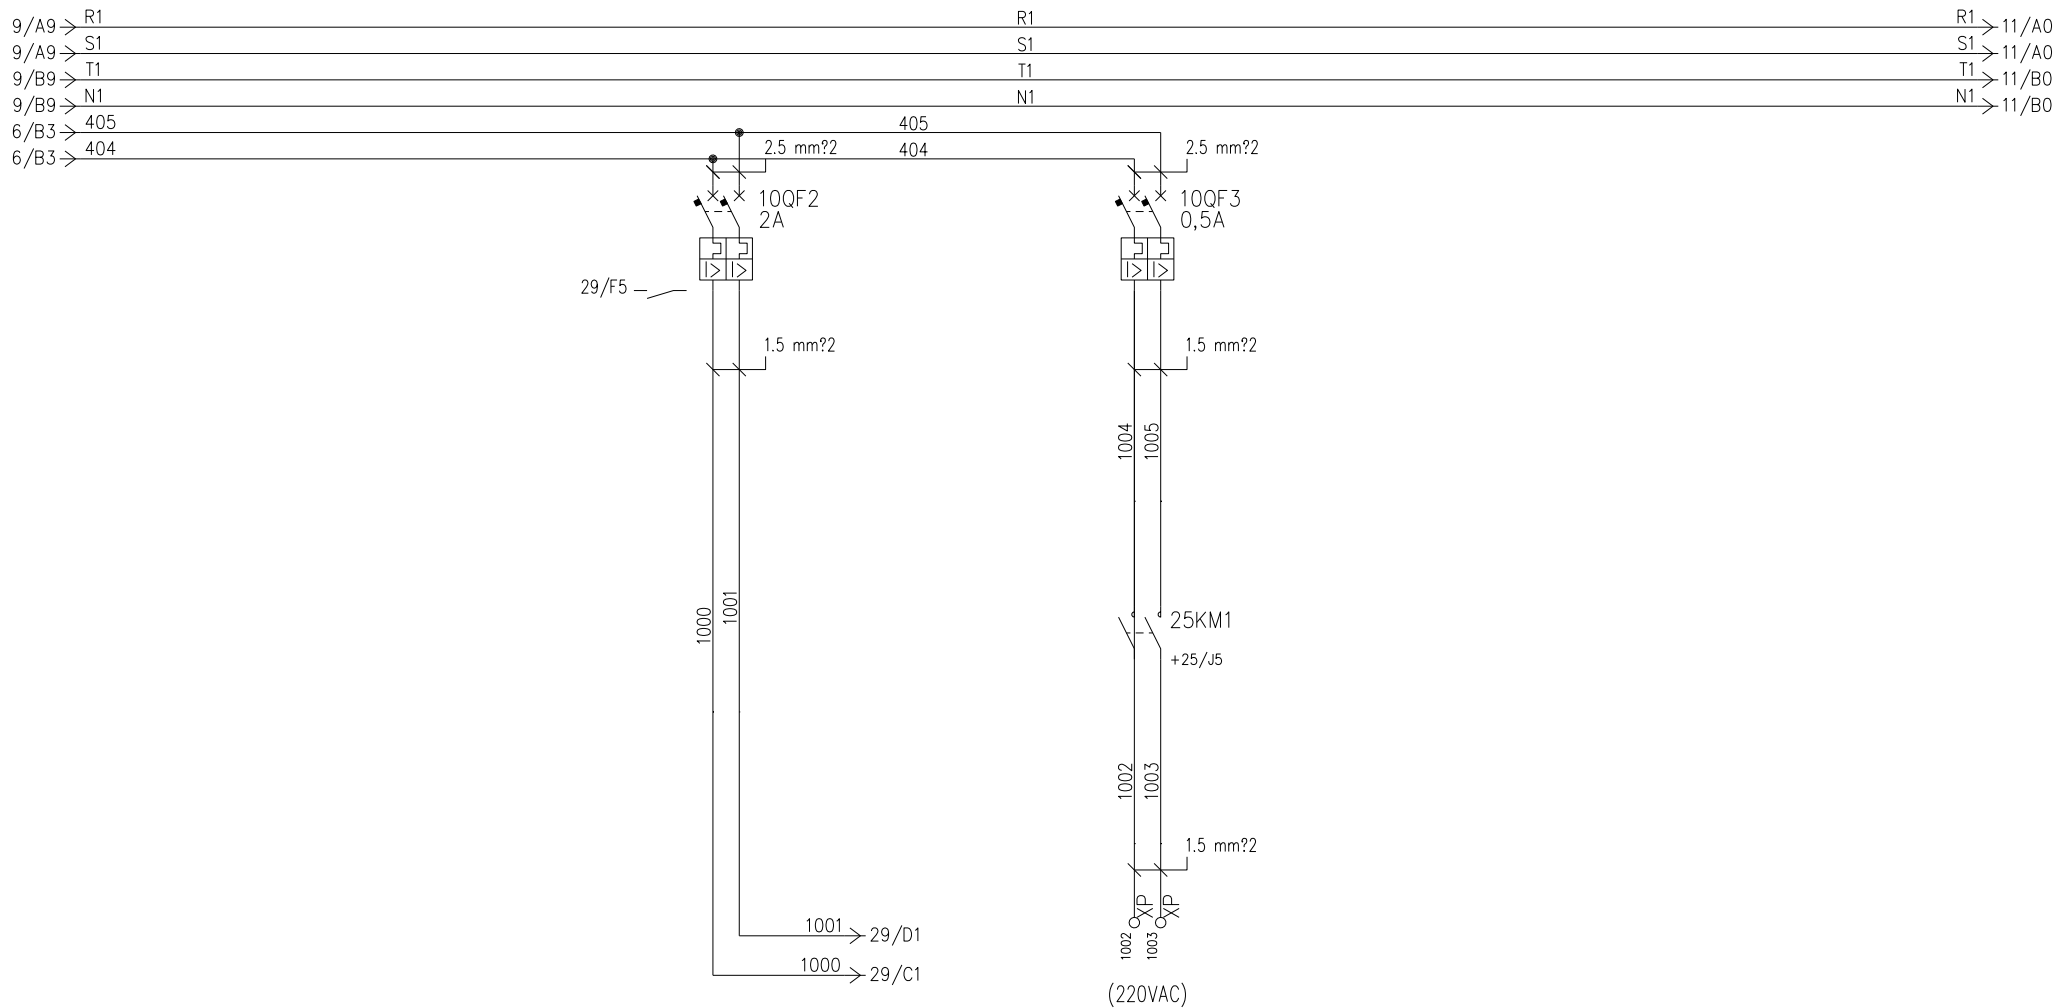 9/A9 R1 R1 R1 11/A0
9/A9 S1 S1 S1 11/A0
9/B9 T1 T1 T1 11/B0
9/B9 N1 N1 N1 11/B0
6/B3 405 405
6/B3 404 404
2.5 mm?2 2.5 mm?2
10QF2 10QF3
2A 0,5A
I> I> I> I>
29/F5
1.5 mm?2 1.5 mm?2
1004 1005
1000 1001
25KM1
+25/J5
1002 1003
1.5 mm?2
XP XP
1001 29/D1
1002 1003
1000 29/C1
(220VAC)